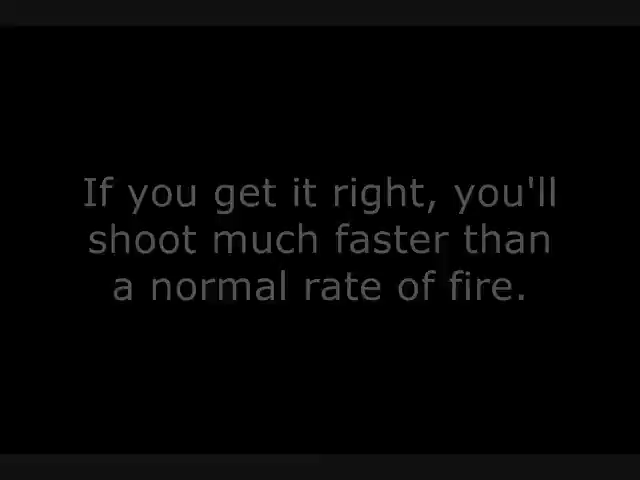 If you get it right, you'll
shoot much faster than
a normal rate of fire.